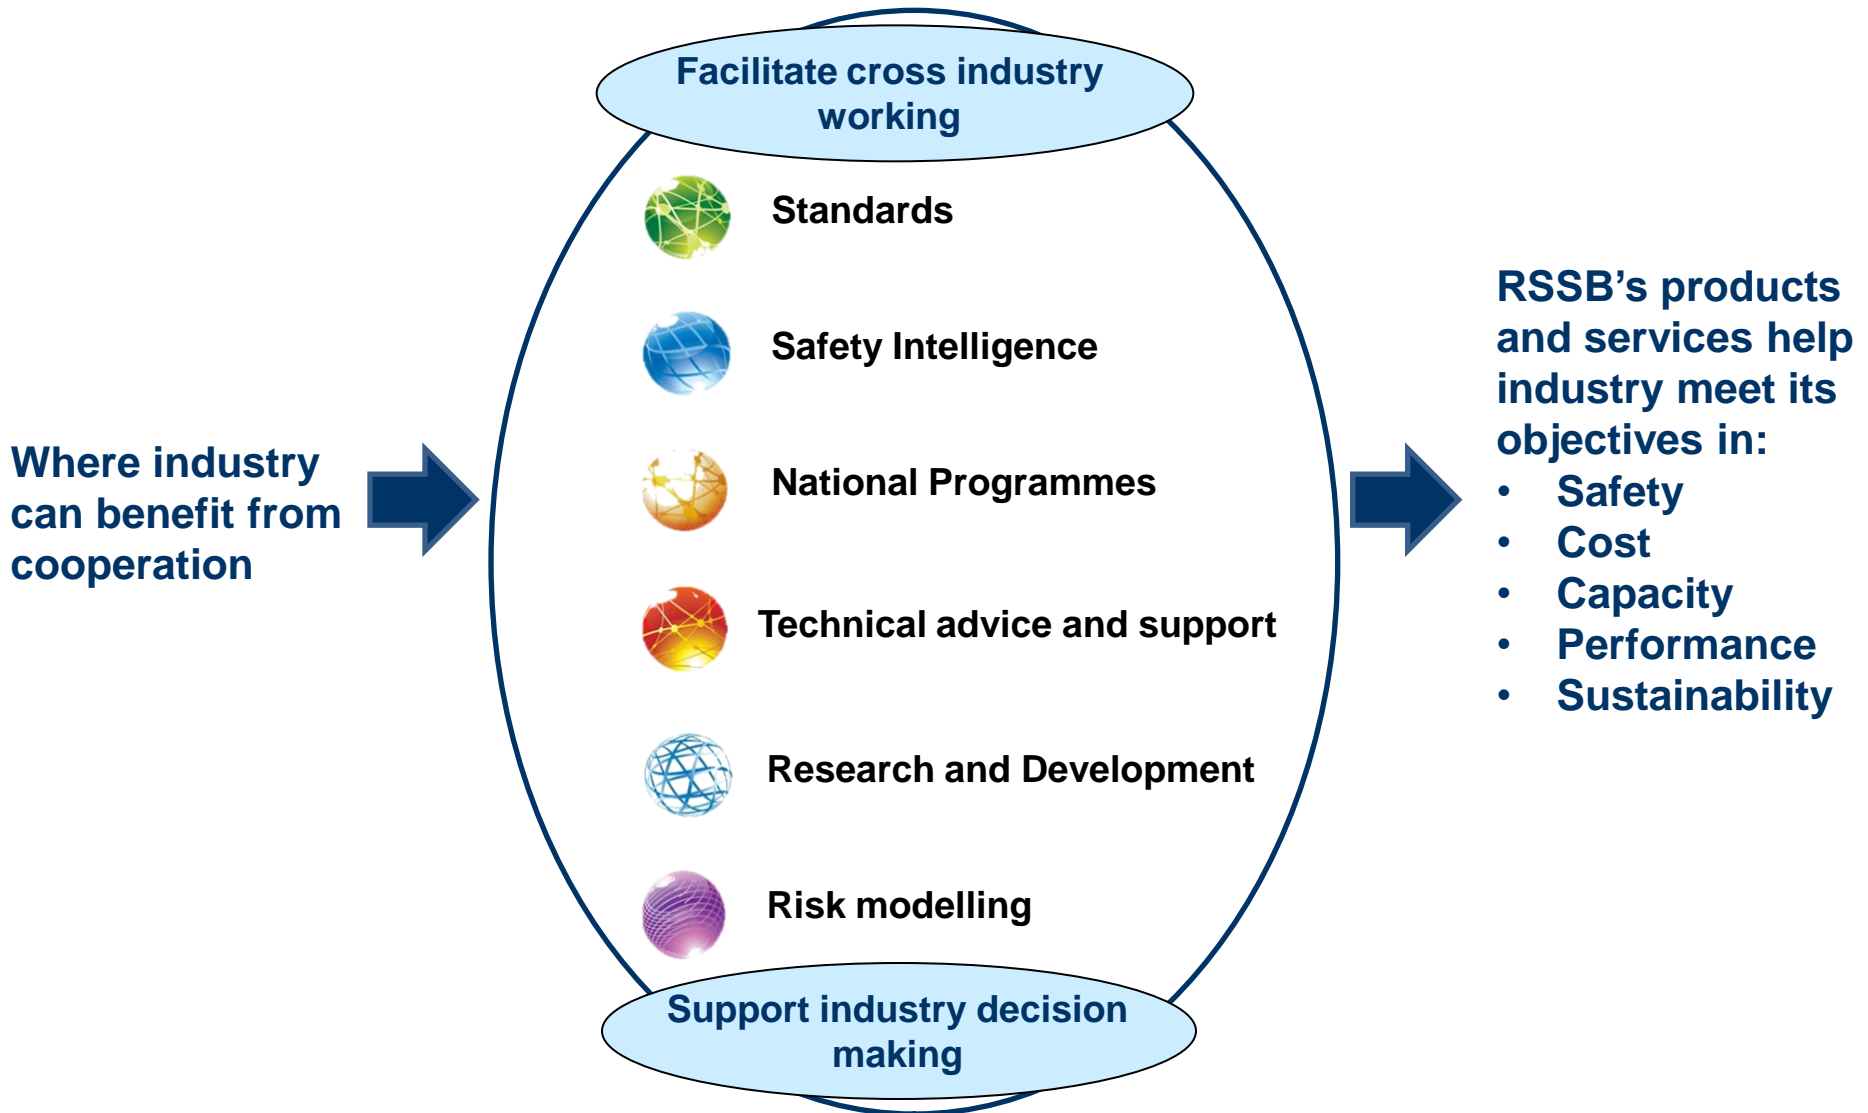 Facilitate cross industry
working
Standards
Safety Intelligence
National Programmes
Technical advice and support
Research and Development
Risk modelling
Support industry decision
making
Where industry
can benefit from
cooperation
RSSB’s products
and services help
industry meet its
objectives in:
• Safety
• Cost
• Capacity
• Performance
• Sustainability